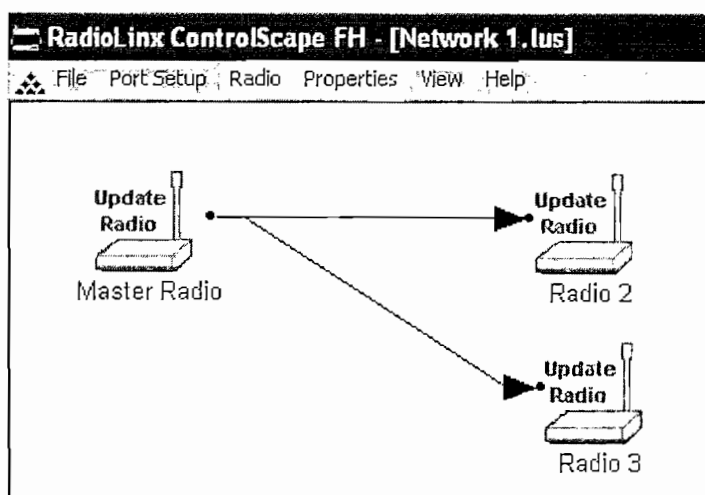 RadioLinx ControlScape FH - [Network 1.lus]
File Port Setup Radio Properties View Help
Update
Radio
Master Radio
Update
Radio
Radio 2
Update
Radio
Radio 3